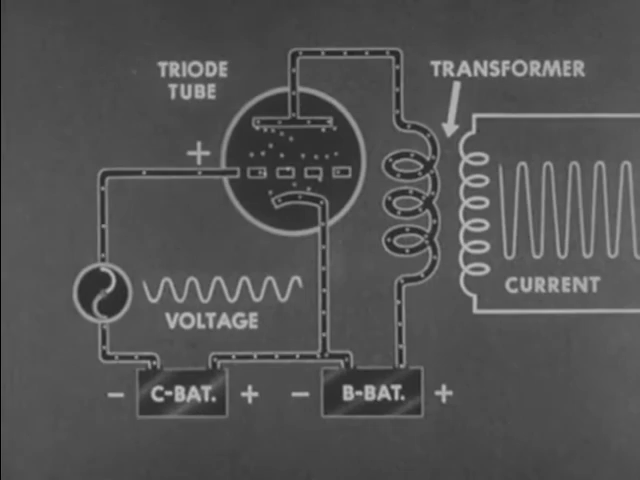 TRIODE
TUBE
TRANSFORMER
+
CURRENT
VOLTAGE
- C-BAT. + - B-BAT. +